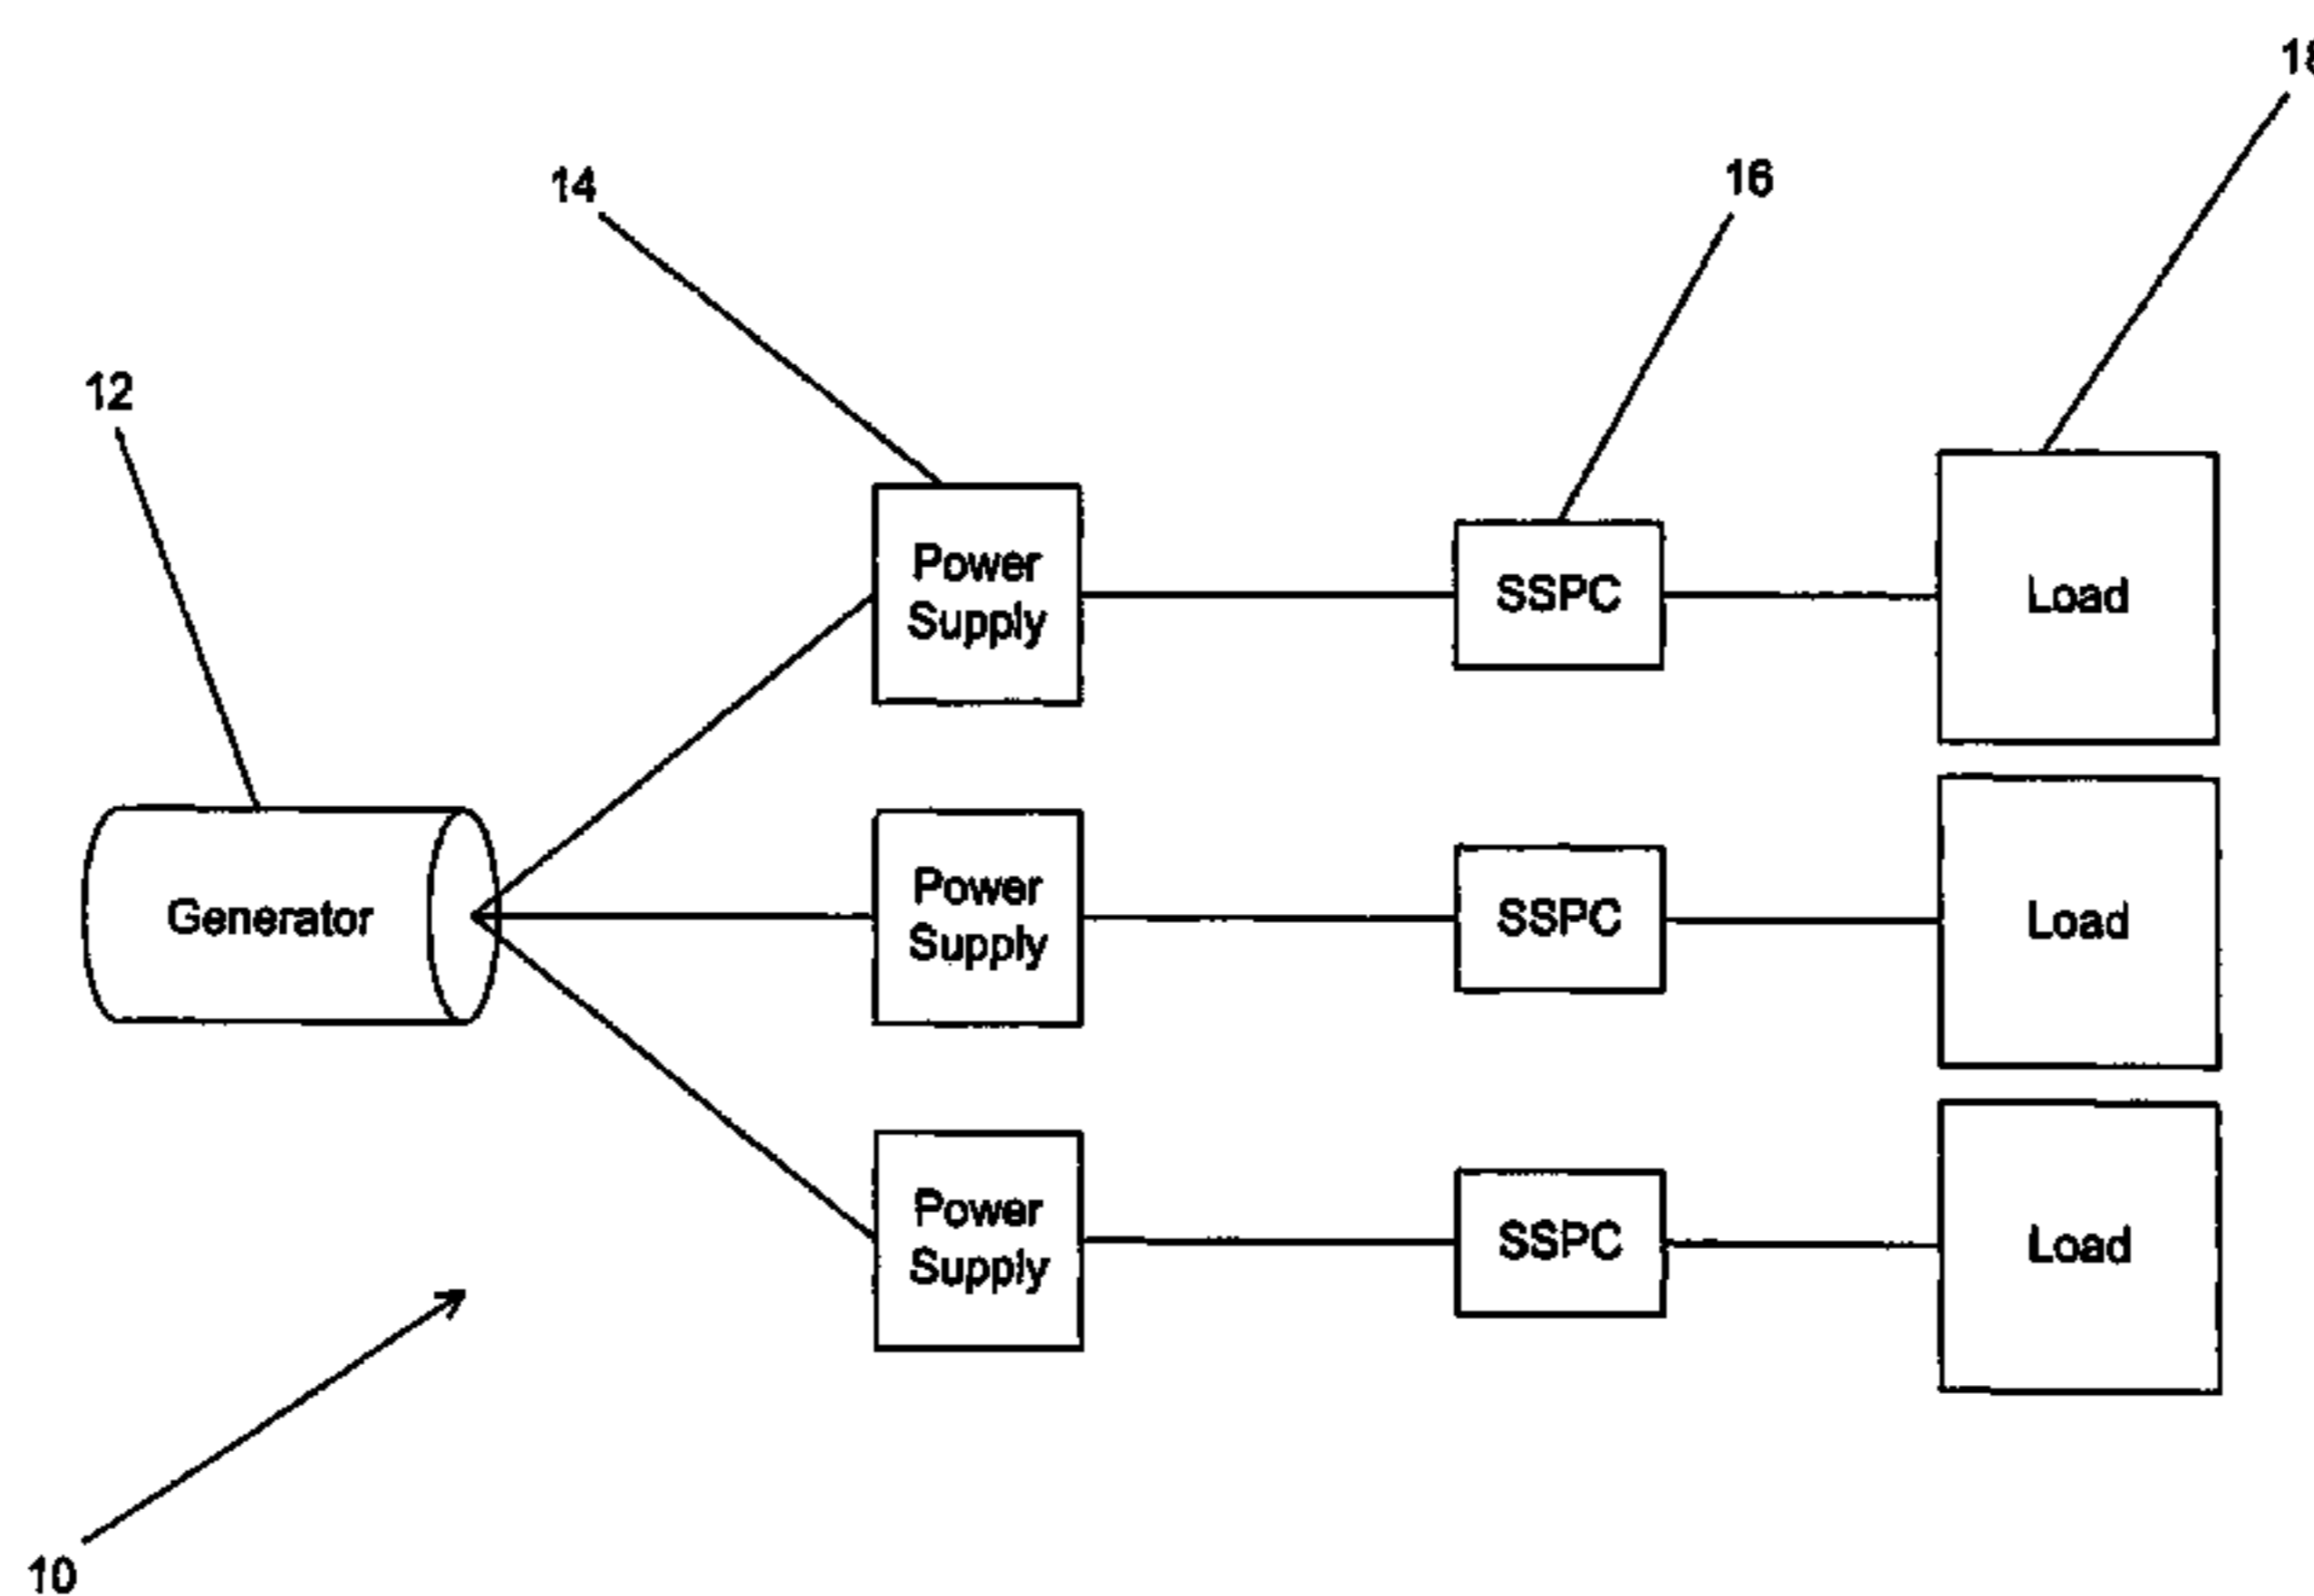 18
14
16
12
Power
Supply
SSPC
Load
Generator
Power
Supply
SSPC
Load
Power
Supply
SSPC
Load
10